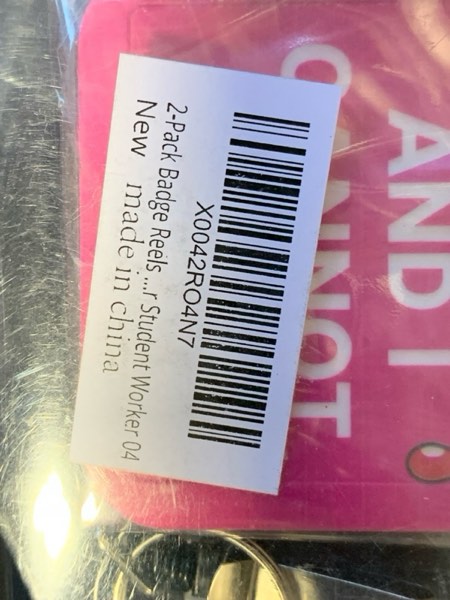 AND I
CANNOT
X0042RO4N7
2-Pack Badge Reels ...r Student Worker 04
New made in china